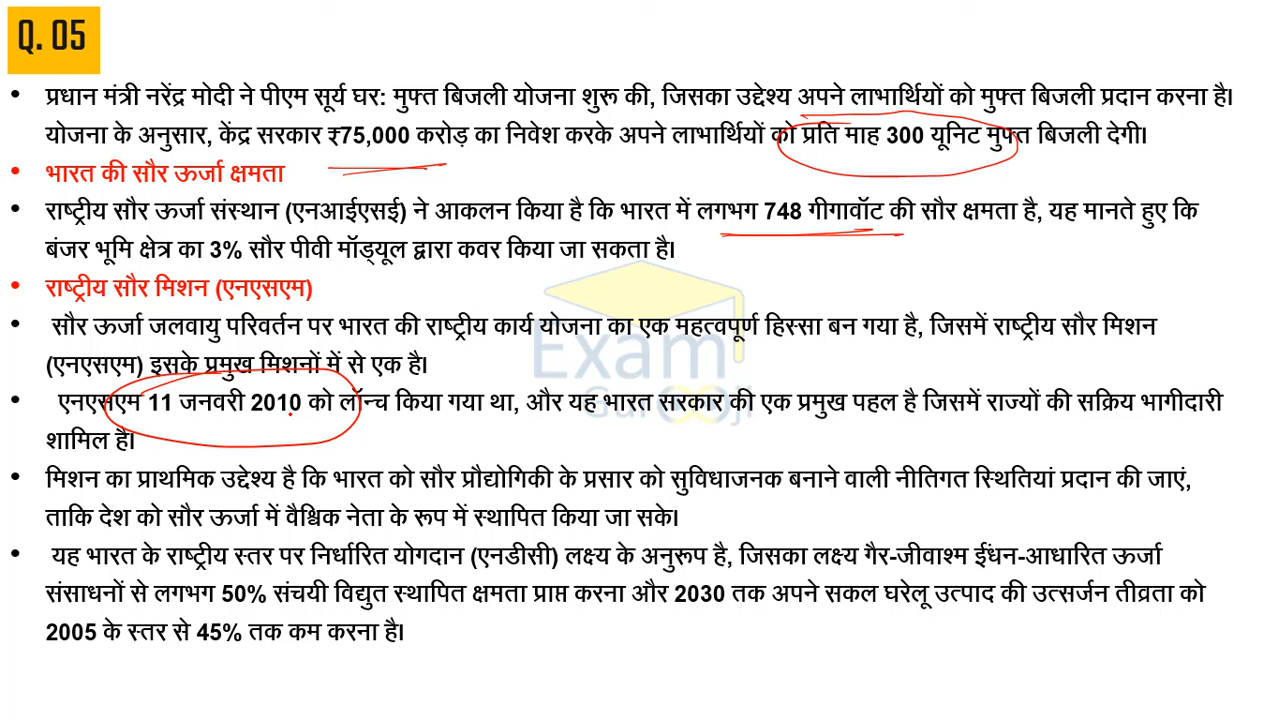 Q. 05
• प्रधान मंत्री नरेंद्र मोदी ने पीएम सूर्य घर: मुफ्त बिजली योजना शुरू की, जिसका उद्देश्य अपने लाभार्थियों को मुफ्त बिजली प्रदान करना है।
योजना के अनुसार, केंद्र सरकार ₹75,000 करोड़ का निवेश करके अपने लाभार्थियों को प्रति माह 300 यूनिट मुफ्त बिजली देगी।
• भारत की सौर ऊर्जा क्षमता
• राष्ट्रीय सौर ऊर्जा संस्थान (एनआईएसई) ने आकलन किया है कि भारत में लगभग 748 गीगावॉट की सौर क्षमता है, यह मानते हुए कि
बंजर भूमि क्षेत्र का 3% सौर पीवी मॉड्यूल द्वारा कवर किया जा सकता है।
• राष्ट्रीय सौर मिशन (एनएसएम)
• सौर ऊर्जा जलवायु परिवर्तन पर भारत की राष्ट्रीय कार्य योजना का एक महत्वपूर्ण हिस्सा बन गया है, जिसमें राष्ट्रीय सौर मिशन
(एनएसएम) इसके प्रमुख मिशनों में से एक है।
• एनएसएम 11 जनवरी 2010 को लॉन्च किया गया था, और यह भारत सरकार की एक प्रमुख पहल है जिसमें राज्यों की सक्रिय भागीदारी
शामिल है।
• मिशन का प्राथमिक उद्देश्य है कि भारत को सौर प्रौद्योगिकी के प्रसार को सुविधाजनक बनाने वाली नीतिगत स्थितियां प्रदान की जाएं,
ताकि देश को सौर ऊर्जा में वैश्विक नेता के रूप में स्थापित किया जा सके।
• यह भारत के राष्ट्रीय स्तर पर निर्धारित योगदान (एनडीसी) लक्ष्य के अनुरूप है, जिसका लक्ष्य गैर-जीवाश्म ईंधन-आधारित ऊर्जा
संसाधनों से लगभग 50% संचयी विद्युत स्थापित क्षमता प्राप्त करना और 2030 तक अपने सकल घरेलू उत्पाद की उत्सर्जन तीव्रता को
2005 के स्तर से 45% तक कम करना है।
Exam